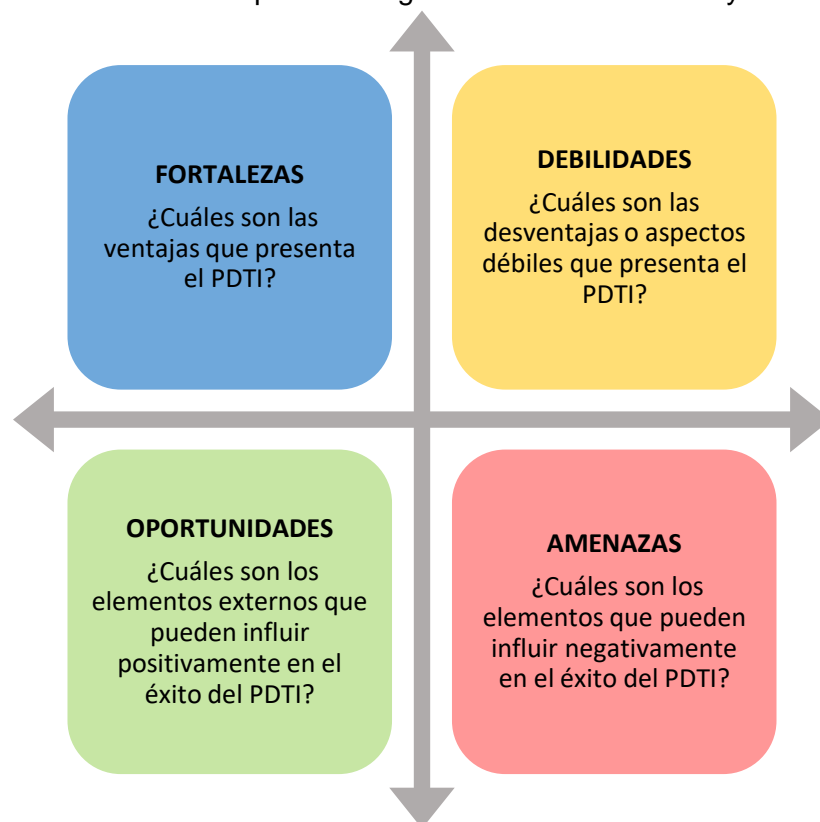 FORTALEZAS
¿Cuáles son las
ventajas que presenta
el PDTI?
DEBILIDADES
¿Cuáles son las
desventajas o aspectos
débiles que presenta el
PDTI?
OPORTUNIDADES
¿Cuáles son los
elementos externos que
pueden influir
positivamente en el
éxito del PDTI?
AMENAZAS
¿Cuáles son los
elementos que pueden
influir negativamente
en el éxito del PDTI?